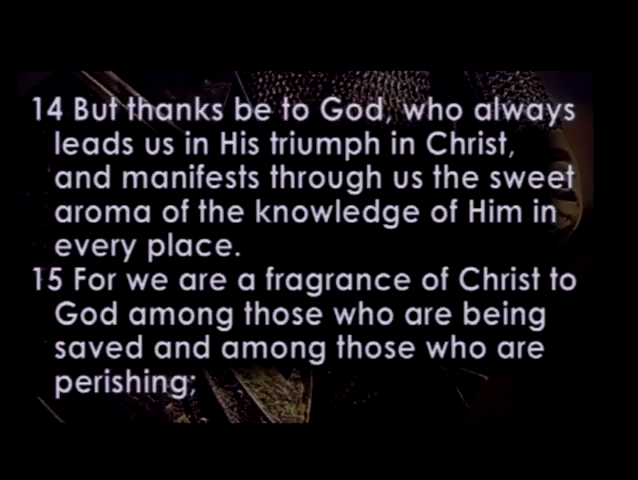 14 But thanks be to God, who always
leads us in His triumph in Christ,
and manifests through us the sweet
aroma of the knowledge of Him in
every place.
15 For we are a fragrance of Christ to
God among those who are being
saved and among those who are
perishing;